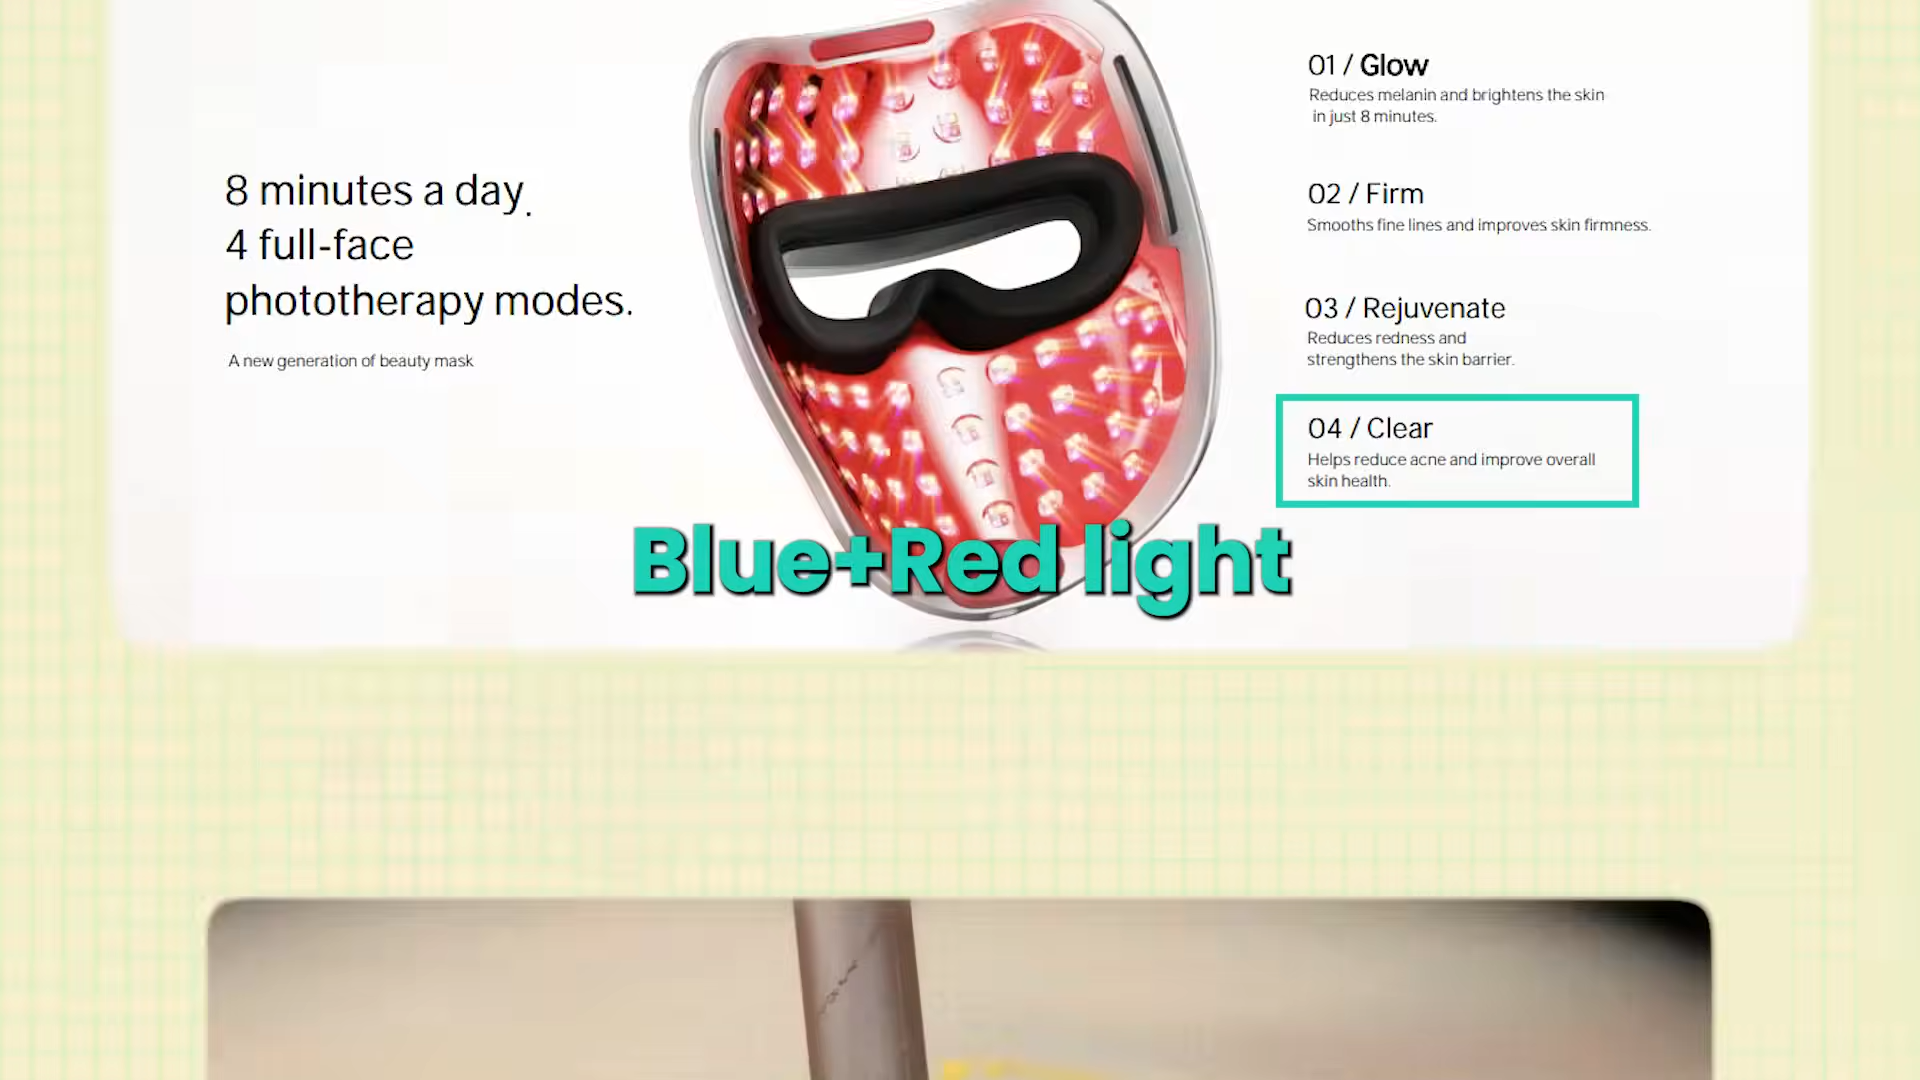 8 minutes a day.
4 full-face
phototherapy modes.
A new generation of beauty mask
01 / Glow
Reduces melanin and brightens the skin
in just 8 minutes.
02 / Firm
Smooths fine lines and improves skin firmness.
03 / Rejuvenate
Reduces redness and
strengthens the skin barrier.
04 / Clear
Helps reduce acne and improve overall
skin health.
Blue+Red light